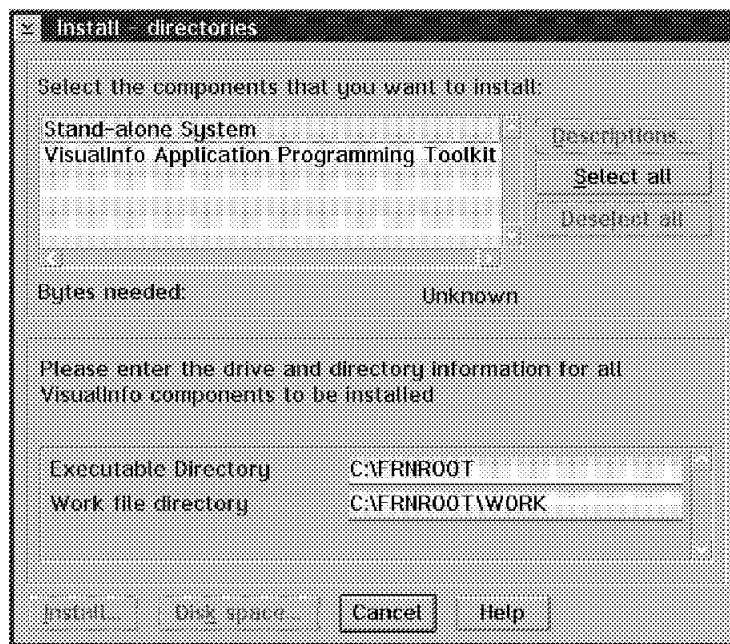 Install - directories
Select the components that you want to install:
Stand-alone System
VisualInfo Application Programming Toolkit
Descriptions...
Select all
Deselect all
Bytes needed: Unknown
Please enter the drive and directory information for all
VisualInfo components to be installed
Executable Directory C:\FRNROOT
Work file directory C:\FRNROOT\WORK
Install... Disk space... Cancel Help